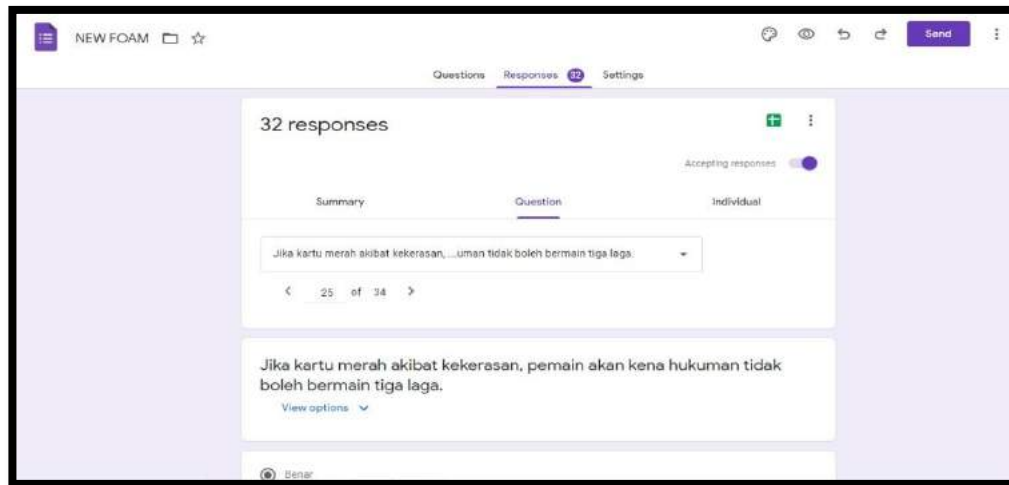 NEW FOAM
Send
Questions Responses 32 Settings
32 responses
Accepting responses
Summary Question Individual
Jika kartu merah akibat kekerasan, ...uman tidak boleh bermain tiga laga.
25 of 34
Jika kartu merah akibat kekerasan, pemain akan kena hukuman tidak
boleh bermain tiga laga.
View options
Benar